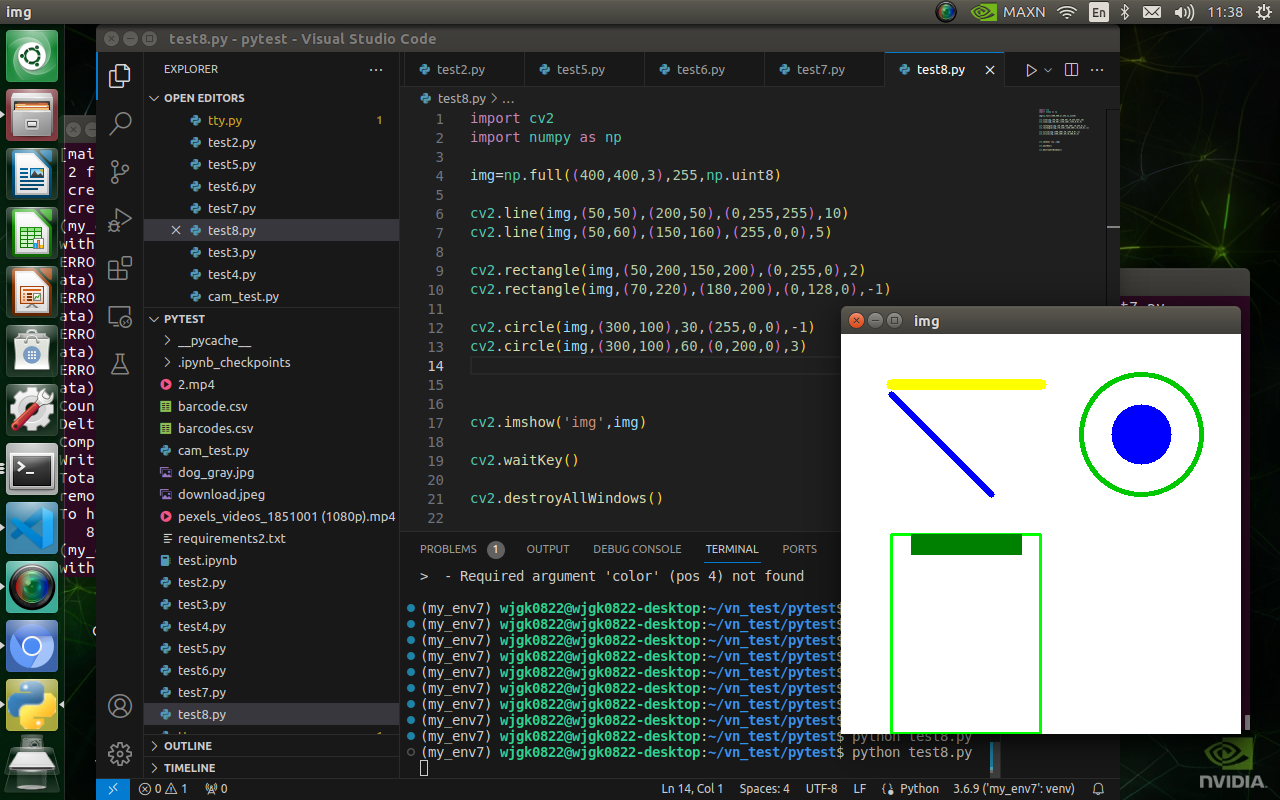 img
MAXN
En
11:38
test8.py - pytest - Visual Studio Code
EXPLORER
OPEN EDITORS
tty.py 1
test2.py
test5.py
test6.py
test7.py
test8.py
test3.py
test4.py
cam_test.py
PYTEST
__pycache__
.ipynb_checkpoints
2.mp4
barcode.csv
barcodes.csv
cam_test.py
dog_gray.jpg
download.jpeg
pexels_videos_1851001 (1080p).mp4
requirements2.txt
test.ipynb
test2.py
test3.py
test4.py
test5.py
test6.py
test7.py
test8.py
OUTLINE
TIMELINE
test2.py test5.py test6.py test7.py test8.py
test8.py > ...
1 import cv2
2 import numpy as np
3
4 img=np.full((400,400,3),255,np.uint8)
5
6 cv2.line(img,(50,50),(200,50),(0,255,255),10)
7 cv2.line(img,(50,60),(150,160),(255,0,0),5)
8
9 cv2.rectangle(img,(50,200,150,200),(0,255,0),2)
10 cv2.rectangle(img,(70,220),(180,200),(0,128,0),-1)
11
12 cv2.circle(img,(300,100),30,(255,0,0),-1)
13 cv2.circle(img,(300,100),60,(0,200,0),3)
14
15
16
17 cv2.imshow('img',img)
18
19 cv2.waitKey()
20
21 cv2.destroyAllWindows()
22
PROBLEMS 1 OUTPUT DEBUG CONSOLE TERMINAL PORTS
> - Required argument 'color' (pos 4) not found
(my_env7) wjgk0822@wjgk0822-desktop:~/vn_test/pytest$
(my_env7) wjgk0822@wjgk0822-desktop:~/vn_test/pytest$
(my_env7) wjgk0822@wjgk0822-desktop:~/vn_test/pytest$
(my_env7) wjgk0822@wjgk0822-desktop:~/vn_test/pytest$
(my_env7) wjgk0822@wjgk0822-desktop:~/vn_test/pytest$
(my_env7) wjgk0822@wjgk0822-desktop:~/vn_test/pytest$
(my_env7) wjgk0822@wjgk0822-desktop:~/vn_test/pytest$
(my_env7) wjgk0822@wjgk0822-desktop:~/vn_test/pytest$
(my_env7) wjgk0822@wjgk0822-desktop:~/vn_test/pytest$ python test8.py
(my_env7) wjgk0822@wjgk0822-desktop:~/vn_test/pytest$ python test8.py
img
0 1 0
Ln 14, Col 1 Spaces: 4 UTF-8 LF Python 3.6.9 ('my_env7': venv)
[mai
2 f
cre
cre
(my_
with
ERRO
ata)
ERRO
ata)
ERRO
ata)
ERRO
ata)
Coun
Delt
Comp
Writ
Tota
remo
To h
8
(my_
with
NVIDIA.